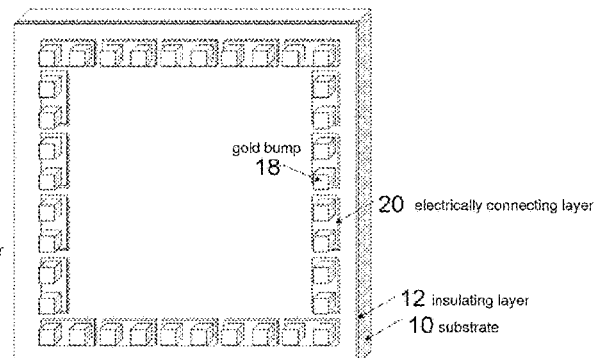 gold bump
18
20 electrically connecting layer
12 insulating layer
10 substrate